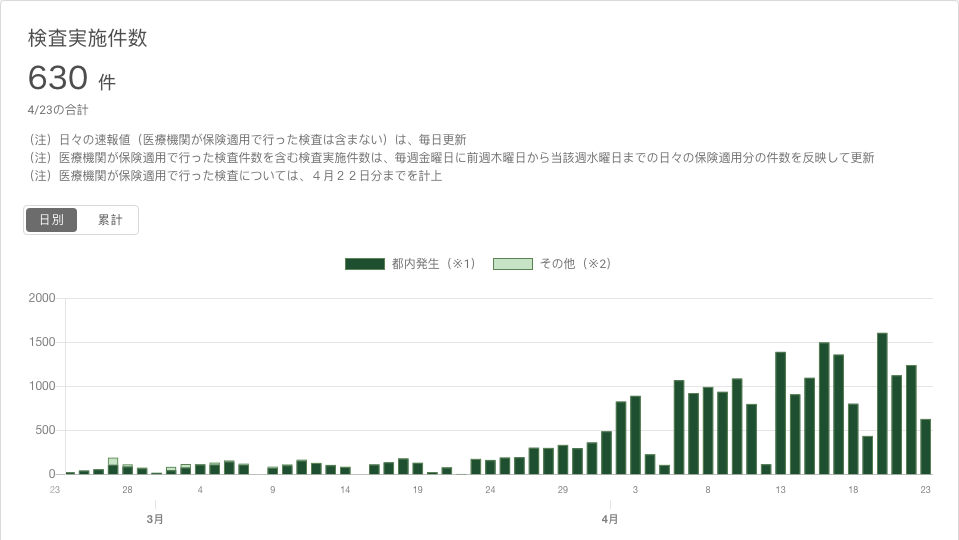 検査実施件数
630 件
4/23の合計
（注）日々の速報値（医療機関が保険適用で行った検査は含まない）は、毎日更新
（注）医療機関が保険適用で行った検査件数を含む検査実施件数は、毎週金曜日に前週木曜日から当該週水曜日までの日々の保険適用分の件数を反映して更新
（注）医療機関が保険適用で行った検査については、４月２２日分までを計上
日別 累計
都内発生（※1） その他（※2）
2000
1500
1000
500
0
23 28 4 9 14 19 24 29 3 8 13 18 23
3月 4月